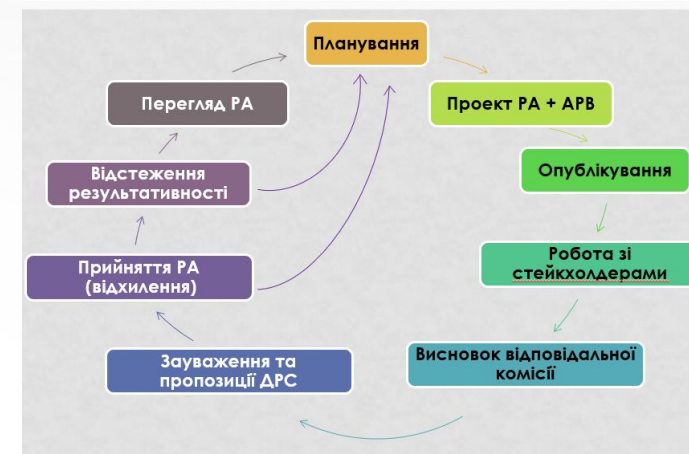 Планування
Проект РА + АРВ
Опублікування
Робота зі
стейкхолдерами
Висновок відповідальної
комісії
Зауваження та
пропозиції ДРС
Прийняття РА
(відхилення)
Відстеження
результативності
Перегляд РА